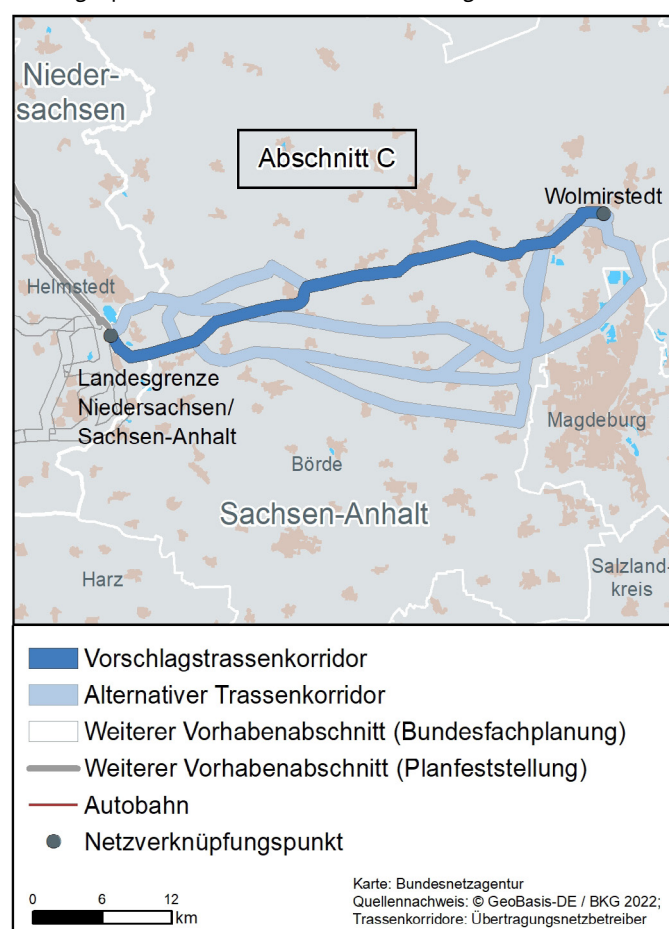 Nieder-
sachsen
Abschnitt C
Wolmirstedt
Helmstedt
Landesgrenze
Niedersachsen/
Sachsen-Anhalt
Magdeburg
Börde
Sachsen-Anhalt
Harz
Salzland-
kreis
Vorschlagstrassenkorridor
Alternativer Trassenkorridor
Weiterer Vorhabenabschnitt (Bundesfachplanung)
Weiterer Vorhabenabschnitt (Planfeststellung)
Autobahn
Netzverknüpfungspunkt
0 6 12
km
Karte: Bundesnetzagentur
Quellennachweis: © GeoBasis-DE / BKG 2022;
Trassenkorridore: Übertragungsnetzbetreiber